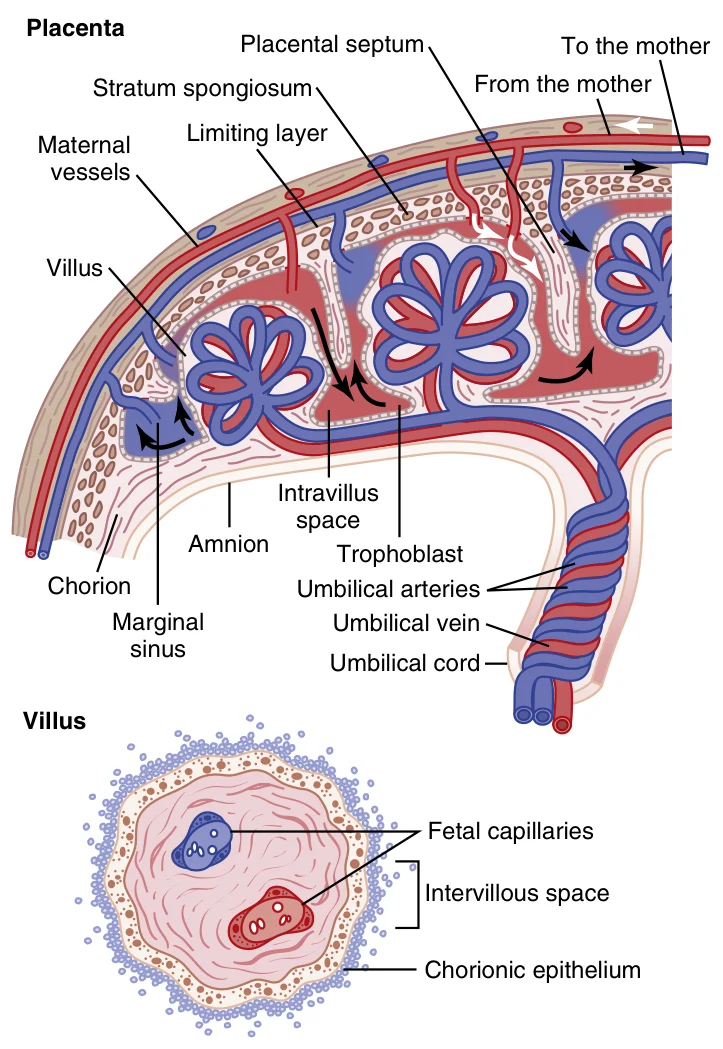 Placenta
Placental septum
To the mother
Stratum spongiosum
From the mother
Limiting layer
Maternal
vessels
Villus
Intravillus
space
Amnion
Trophoblast
Chorion
Umbilical arteries
Marginal
sinus
Umbilical vein
Umbilical cord
Villus
Fetal capillaries
Intervillous space
Chorionic epithelium